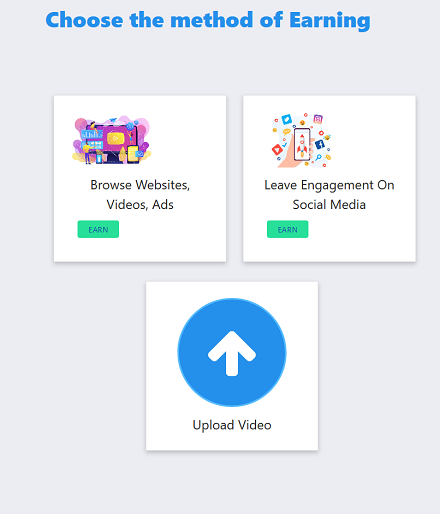 Choose the method of Earning
Browse Websites,
Videos, Ads
EARN
Leave Engagement On
Social Media
EARN
Upload Video